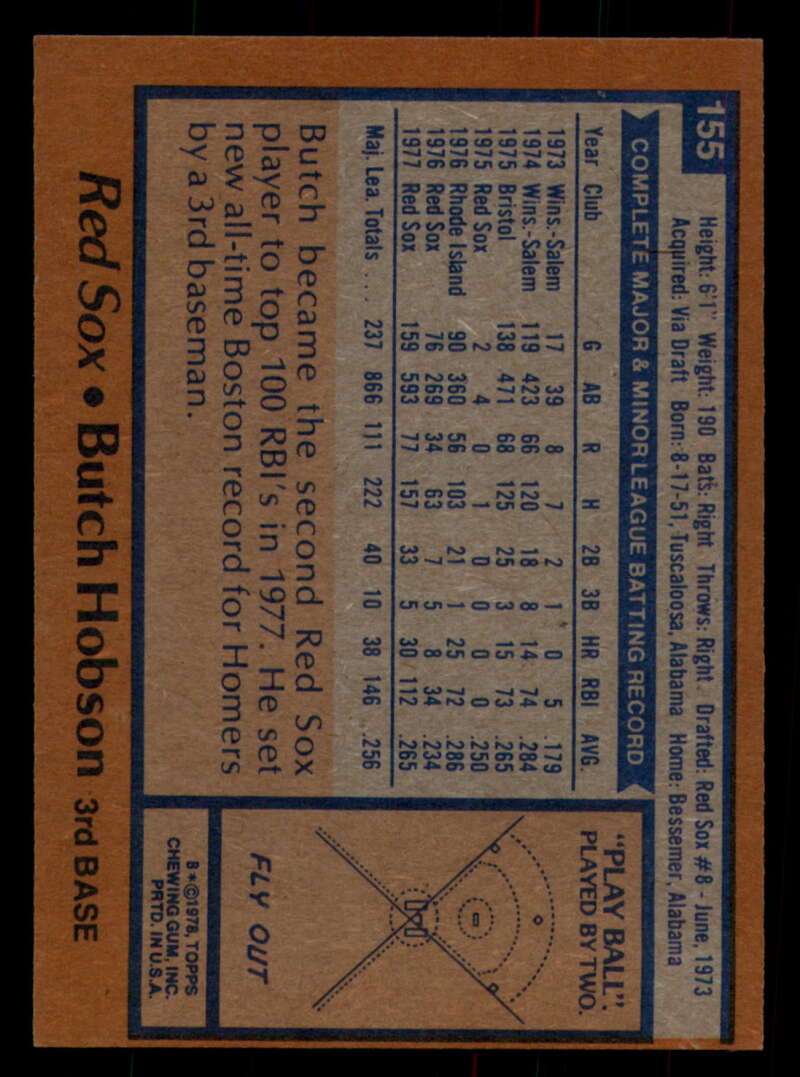 155
Height: 6'1" Weight: 190 Bats: Right Throws: Right Drafted: Red Sox #8 - June, 1973
Acquired: Via Draft Born: 8-17-51, Tuscaloosa, Alabama Home: Bessemer, Alabama
COMPLETE MAJOR & MINOR LEAGUE BATTING RECORD
Year Club G AB R H 2B 3B HR RBI AVG.
1973 Wins.-Salem 17 39 8 7 2 1 0 5 .179
1974 Wins.-Salem 119 423 66 120 18 8 14 74 .284
1975 Bristol 138 471 68 125 25 3 15 73 .265
1975 Red Sox 2 4 0 1 0 0 0 0 .250
1976 Rhode Island 90 360 56 103 21 1 25 72 .286
1976 Red Sox 76 269 34 63 7 5 8 34 .234
1977 Red Sox 159 593 77 157 33 5 30 112 .265
Maj. Lea. Totals .... 237 866 111 222 40 10 38 146 .256
Butch became the second Red Sox
player to top 100 RBI's in 1977. He set
new all-time Boston record for Homers
by a 3rd baseman.
"PLAY BALL".
PLAYED BY TWO.
FLY OUT
B*©1978, TOPPS
CHEWING GUM, INC.
PRTD. IN U.S.A.
Red Sox • Butch Hobson 3rd BASE